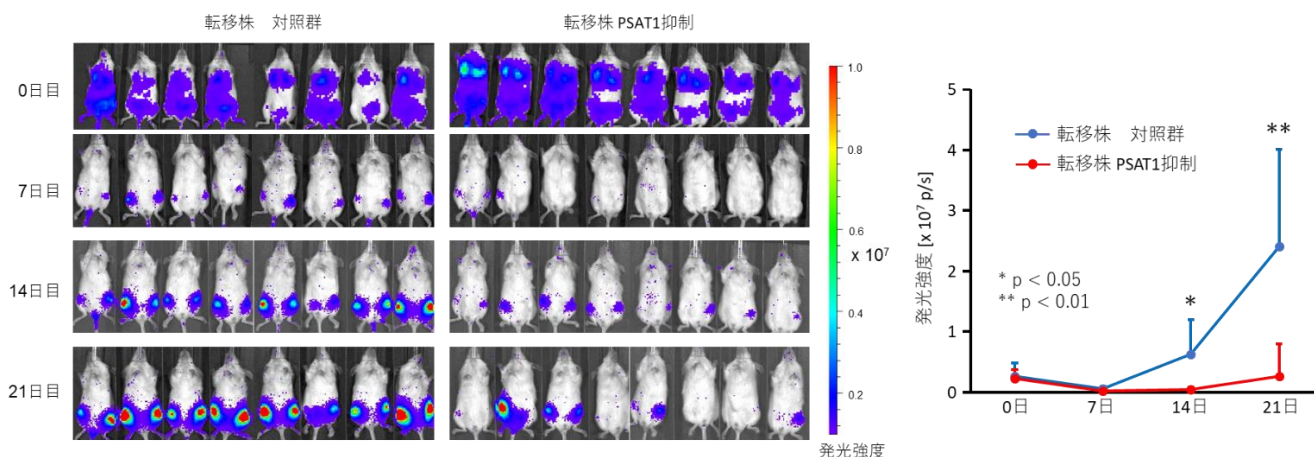 転移株　対照群
転移株 PSAT1抑制
0日目
7日目
14日目
21日目
1.0
0.8
0.6
x 10⁷
0.4
0.2
発光強度
発光強度 [x 10⁷ p/s]
5
4
3
2
1
0
転移株　対照群
転移株 PSAT1抑制
* p < 0.05
** p < 0.01
*
**
0日
7日
14日
21日